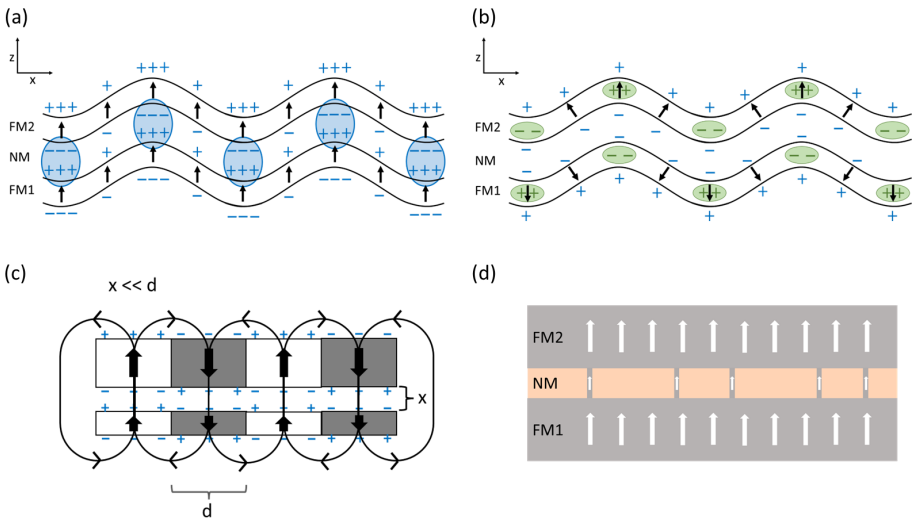 (a)
z
x
+++ + +++ + +++ + +++ + +++
FM2
NM
FM1
--- - --- - --- - --- - ---
(b)
z
x
FM2
NM
FM1
(c)
x << d
x
d
(d)
FM2
NM
FM1